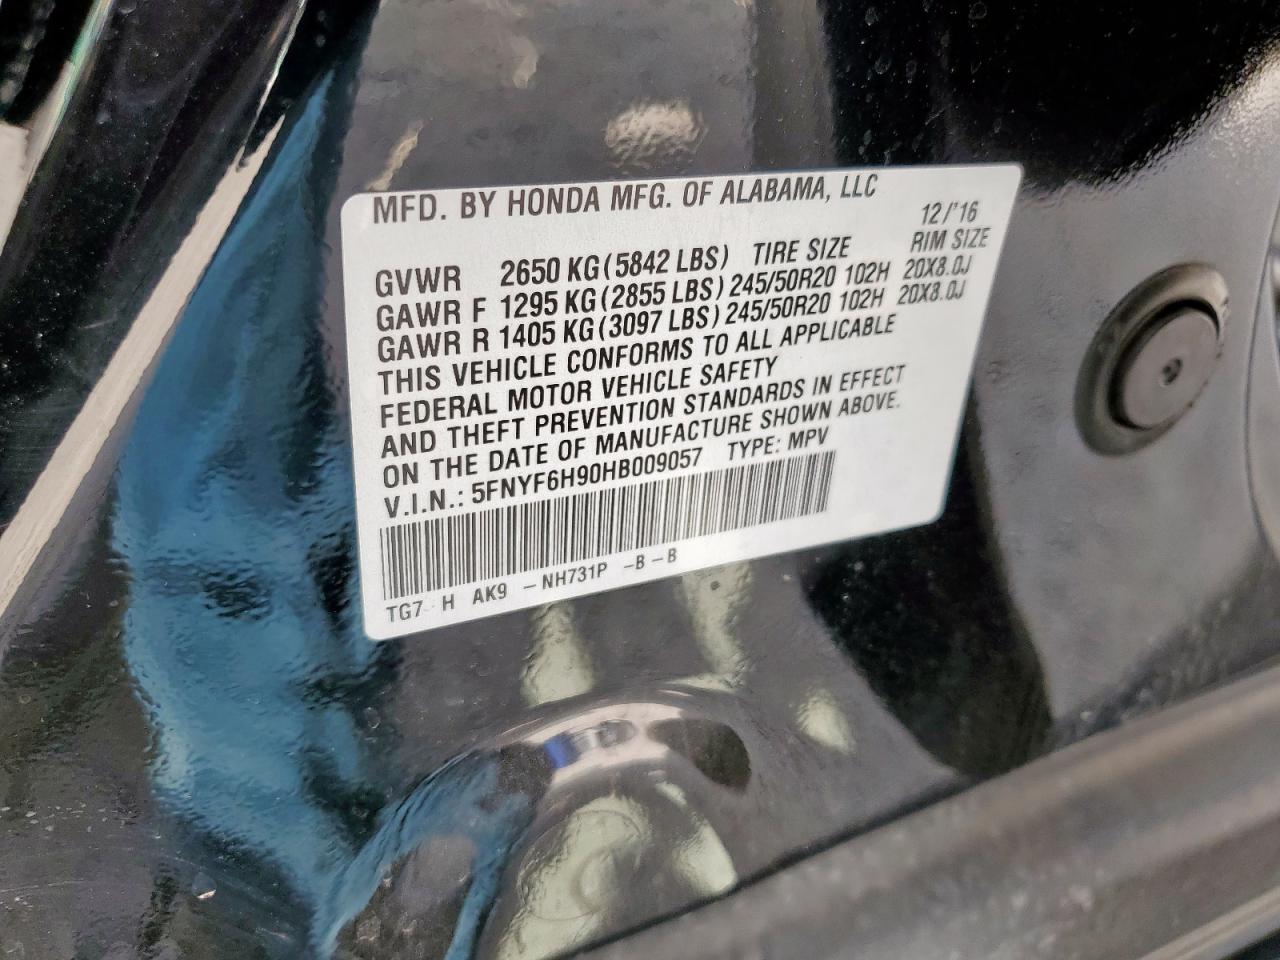 MFD. BY HONDA MFG. OF ALABAMA, LLC
12/'16
GVWR 2650 KG (5842 LBS) TIRE SIZE RIM SIZE
GAWR F 1295 KG (2855 LBS) 245/50R20 102H 20X8.0J
GAWR R 1405 KG (3097 LBS) 245/50R20 102H 20X8.0J
THIS VEHICLE CONFORMS TO ALL APPLICABLE
FEDERAL MOTOR VEHICLE SAFETY
AND THEFT PREVENTION STANDARDS IN EFFECT
ON THE DATE OF MANUFACTURE SHOWN ABOVE.
V.I.N.: 5FNYF6H90HB009057 TYPE: MPV
TG7 H AK9 - NH731P - B - B